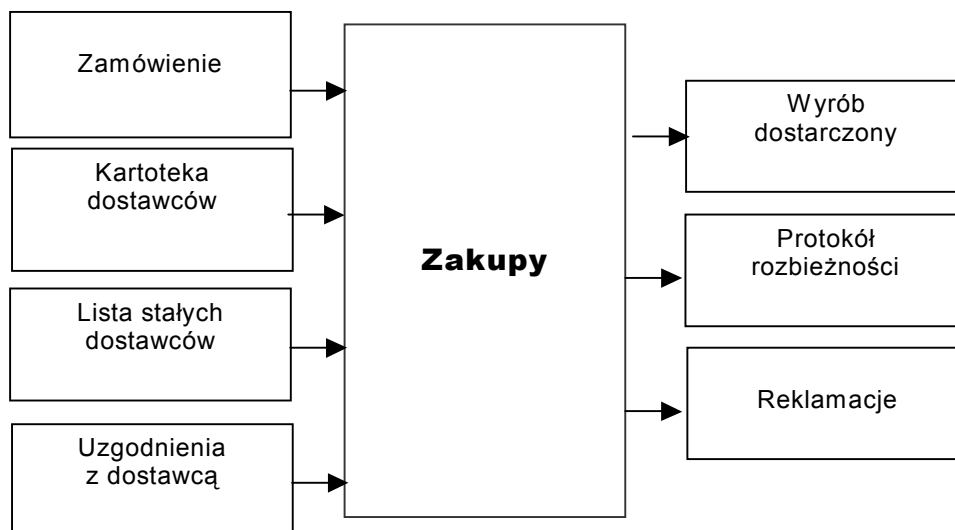 Zamówienie
Kartoteka
dostawców
Lista stałych
dostawców
Uzgodnienia
z dostawcą
Zakupy
Wyrób
dostarczony
Protokół
rozbieżności
Reklamacje